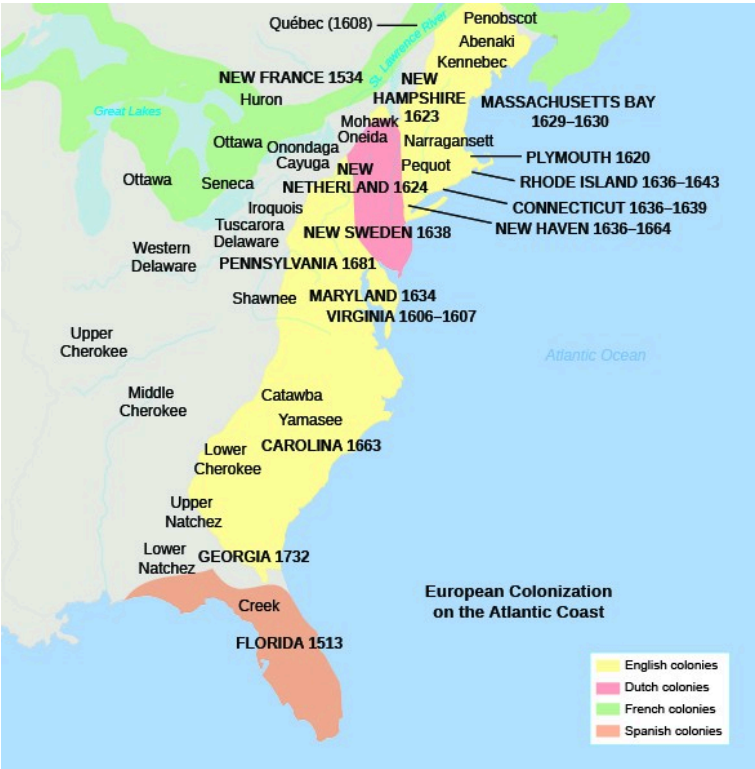 Québec (1608)
Penobscot
St. Lawrence River
Abenaki
Kennebec
NEW FRANCE 1534
NEW
HAMPSHIRE
1623
Huron
MASSACHUSETTS BAY
1629–1630
Great Lakes
Mohawk
Oneida
Narragansett
Ottawa
Onondaga
Cayuga
NEW
NETHERLAND 1624
Pequot
PLYMOUTH 1620
Ottawa
Seneca
RHODE ISLAND 1636–1643
Iroquois
CONNECTICUT 1636–1639
Tuscarora
Delaware
NEW SWEDEN 1638
NEW HAVEN 1636–1664
Western
Delaware
PENNSYLVANIA 1681
Shawnee
MARYLAND 1634
VIRGINIA 1606–1607
Upper
Cherokee
Atlantic Ocean
Middle
Cherokee
Catawba
Yamasee
Lower
Cherokee
CAROLINA 1663
Upper
Natchez
Lower
Natchez
GEORGIA 1732
European Colonization
on the Atlantic Coast
Creek
FLORIDA 1513
English colonies
Dutch colonies
French colonies
Spanish colonies